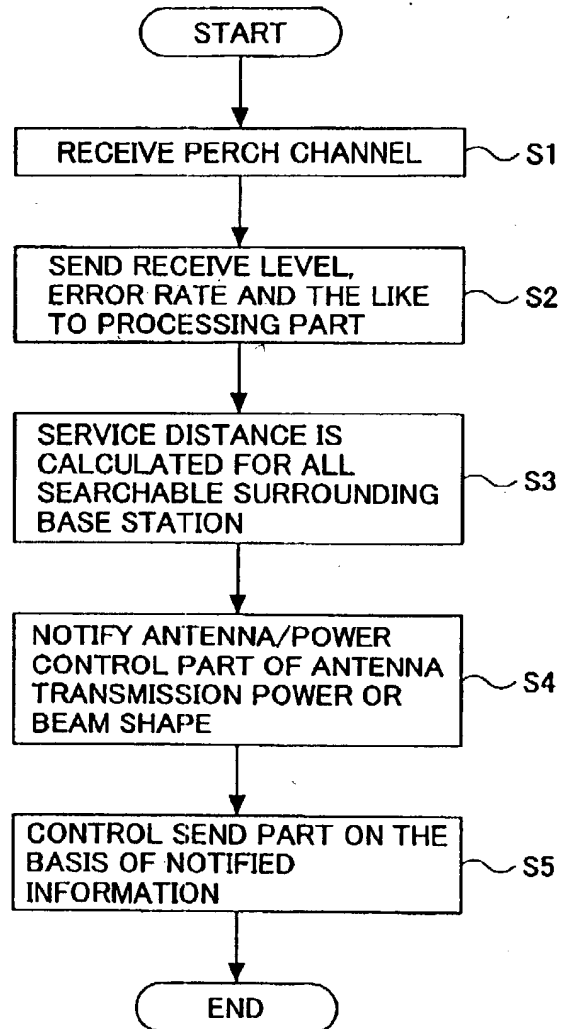 START
RECEIVE PERCH CHANNEL
S1
SEND RECEIVE LEVEL,
ERROR RATE AND THE LIKE
TO PROCESSING PART
S2
SERVICE DISTANCE IS
CALCULATED FOR ALL
SEARCHABLE SURROUNDING
BASE STATION
S3
NOTIFY ANTENNA/POWER
CONTROL PART OF ANTENNA
TRANSMISSION POWER OR
BEAM SHAPE
S4
CONTROL SEND PART ON THE
BASIS OF NOTIFIED
INFORMATION
S5
END